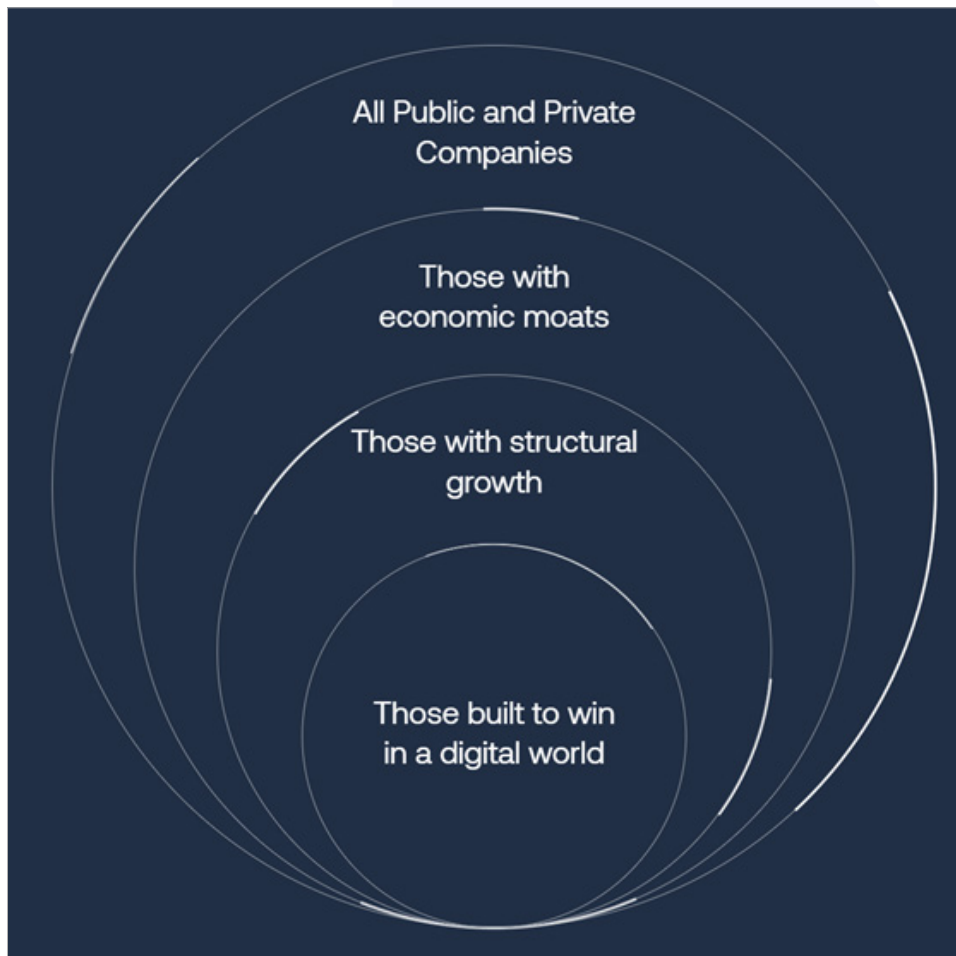 All Public and Private
Companies
Those with
economic moats
Those with structural
growth
Those built to win
in a digital world